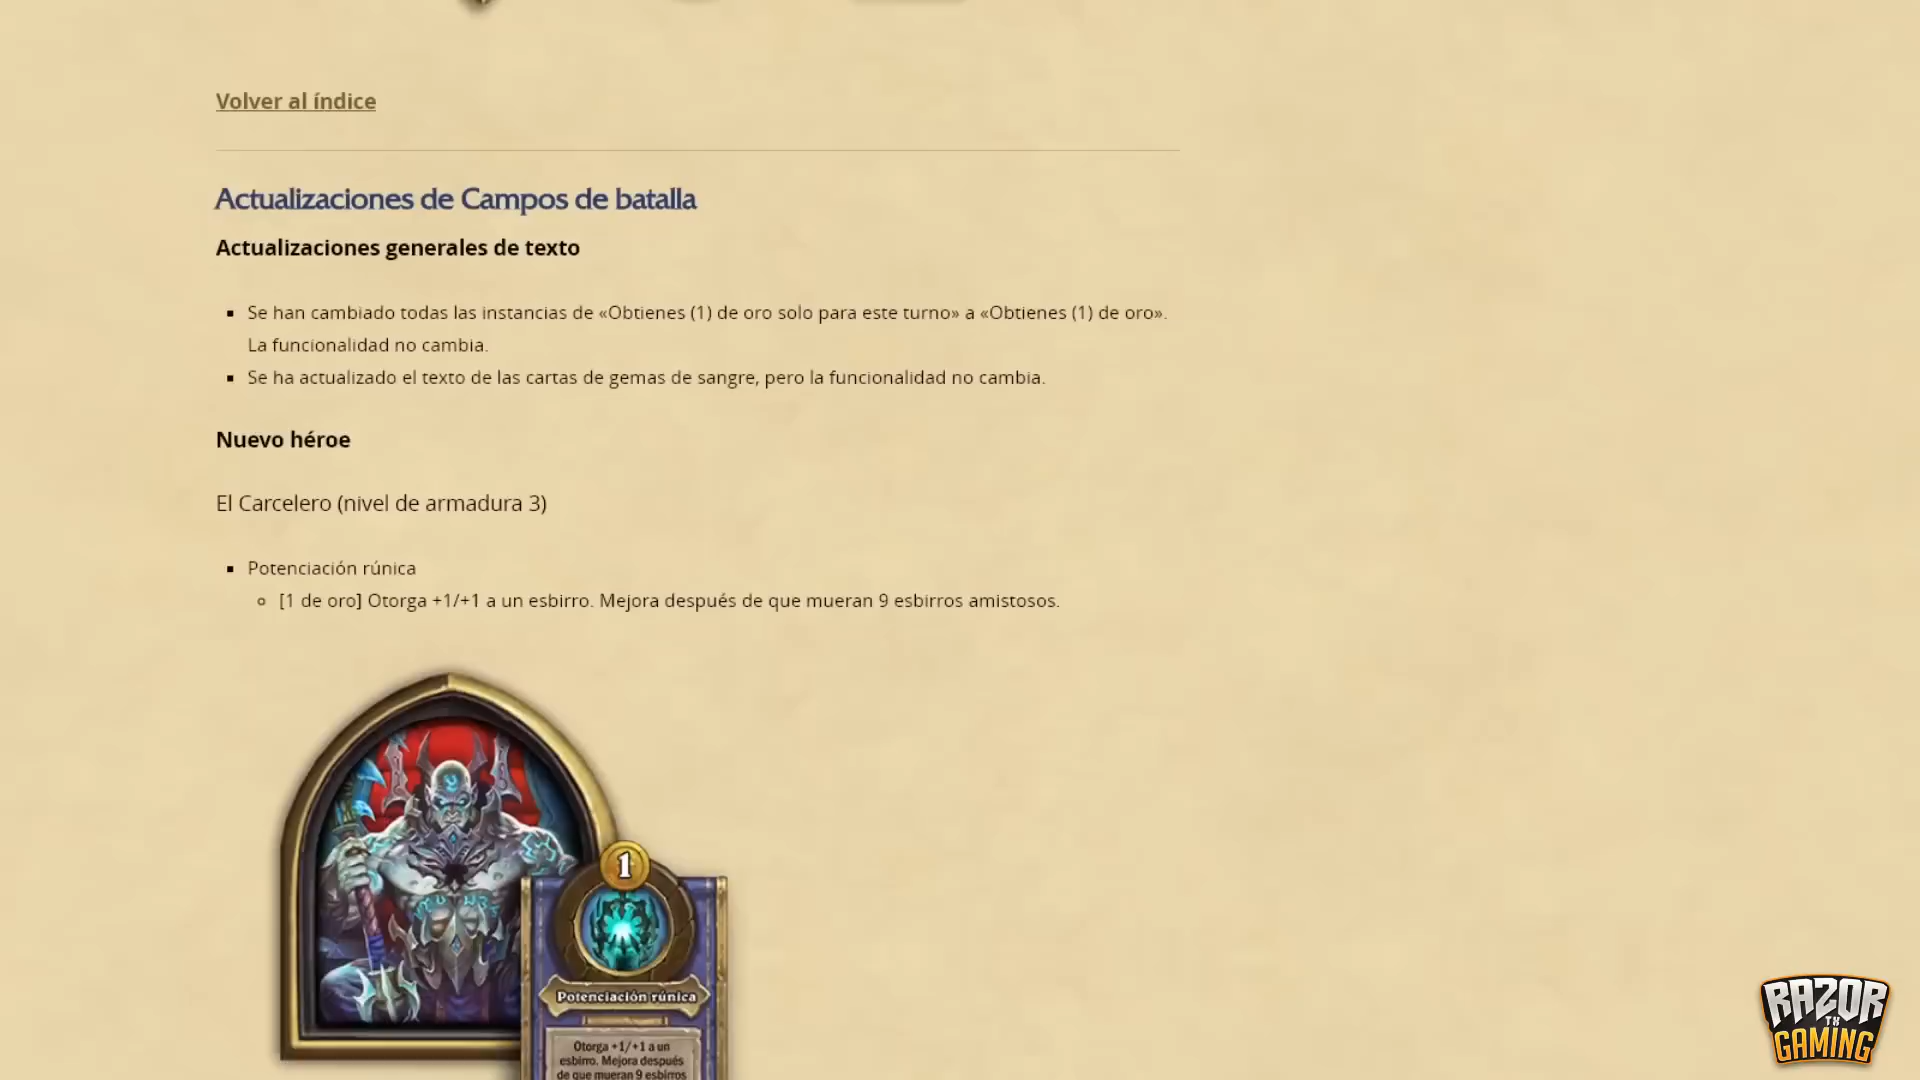 Volver al índice
Actualizaciones de Campos de batalla
Actualizaciones generales de texto
Se han cambiado todas las instancias de «Obtienes (1) de oro solo para este turno» a «Obtienes (1) de oro».
La funcionalidad no cambia.
Se ha actualizado el texto de las cartas de gemas de sangre, pero la funcionalidad no cambia.
Nuevo héroe
El Carcelero (nivel de armadura 3)
Potenciación rúnica
[1 de oro] Otorga +1/+1 a un esbirro. Mejora después de que mueran 9 esbirros amistosos.
1
Potenciación rúnica
Otorga +1/+1 a un
esbirro. Mejora después
de que mueran 9 esbirros
RAZOR
TX
GAMING